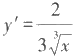 y′ = 2 / (3∛x)